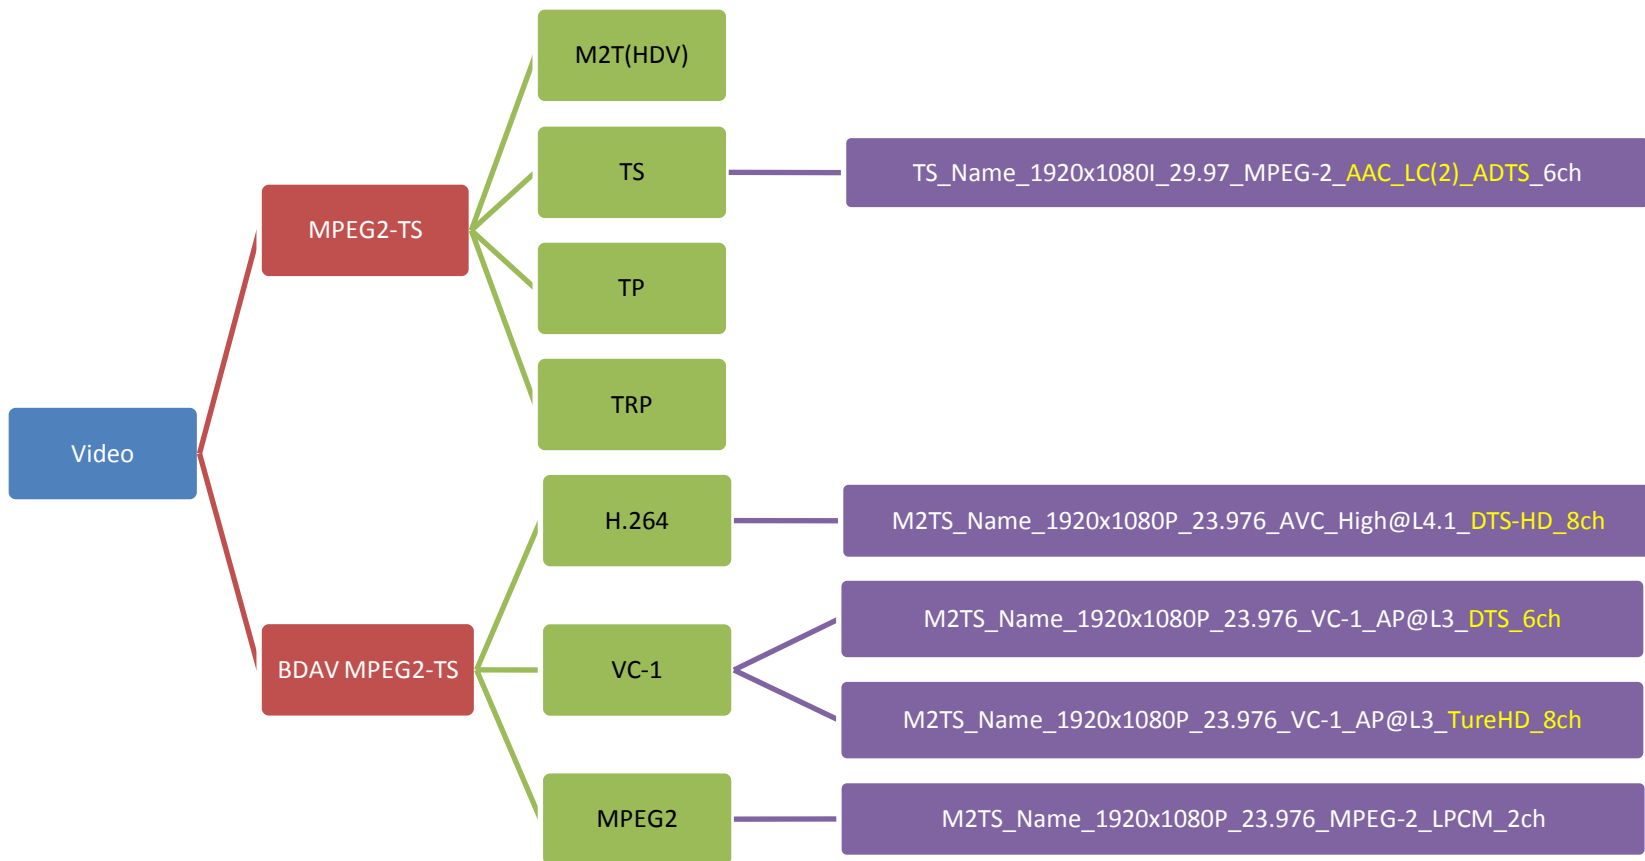 M2T(HDV)
TS
TS_Name_1920x1080I_29.97_MPEG-2_AAC_LC(2)_ADTS_6ch
MPEG2-TS
TP
TRP
Video
H.264
M2TS_Name_1920x1080P_23.976_AVC_High@L4.1_DTS-HD_8ch
M2TS_Name_1920x1080P_23.976_VC-1_AP@L3_DTS_6ch
BDAV MPEG2-TS
VC-1
M2TS_Name_1920x1080P_23.976_VC-1_AP@L3_TureHD_8ch
MPEG2
M2TS_Name_1920x1080P_23.976_MPEG-2_LPCM_2ch